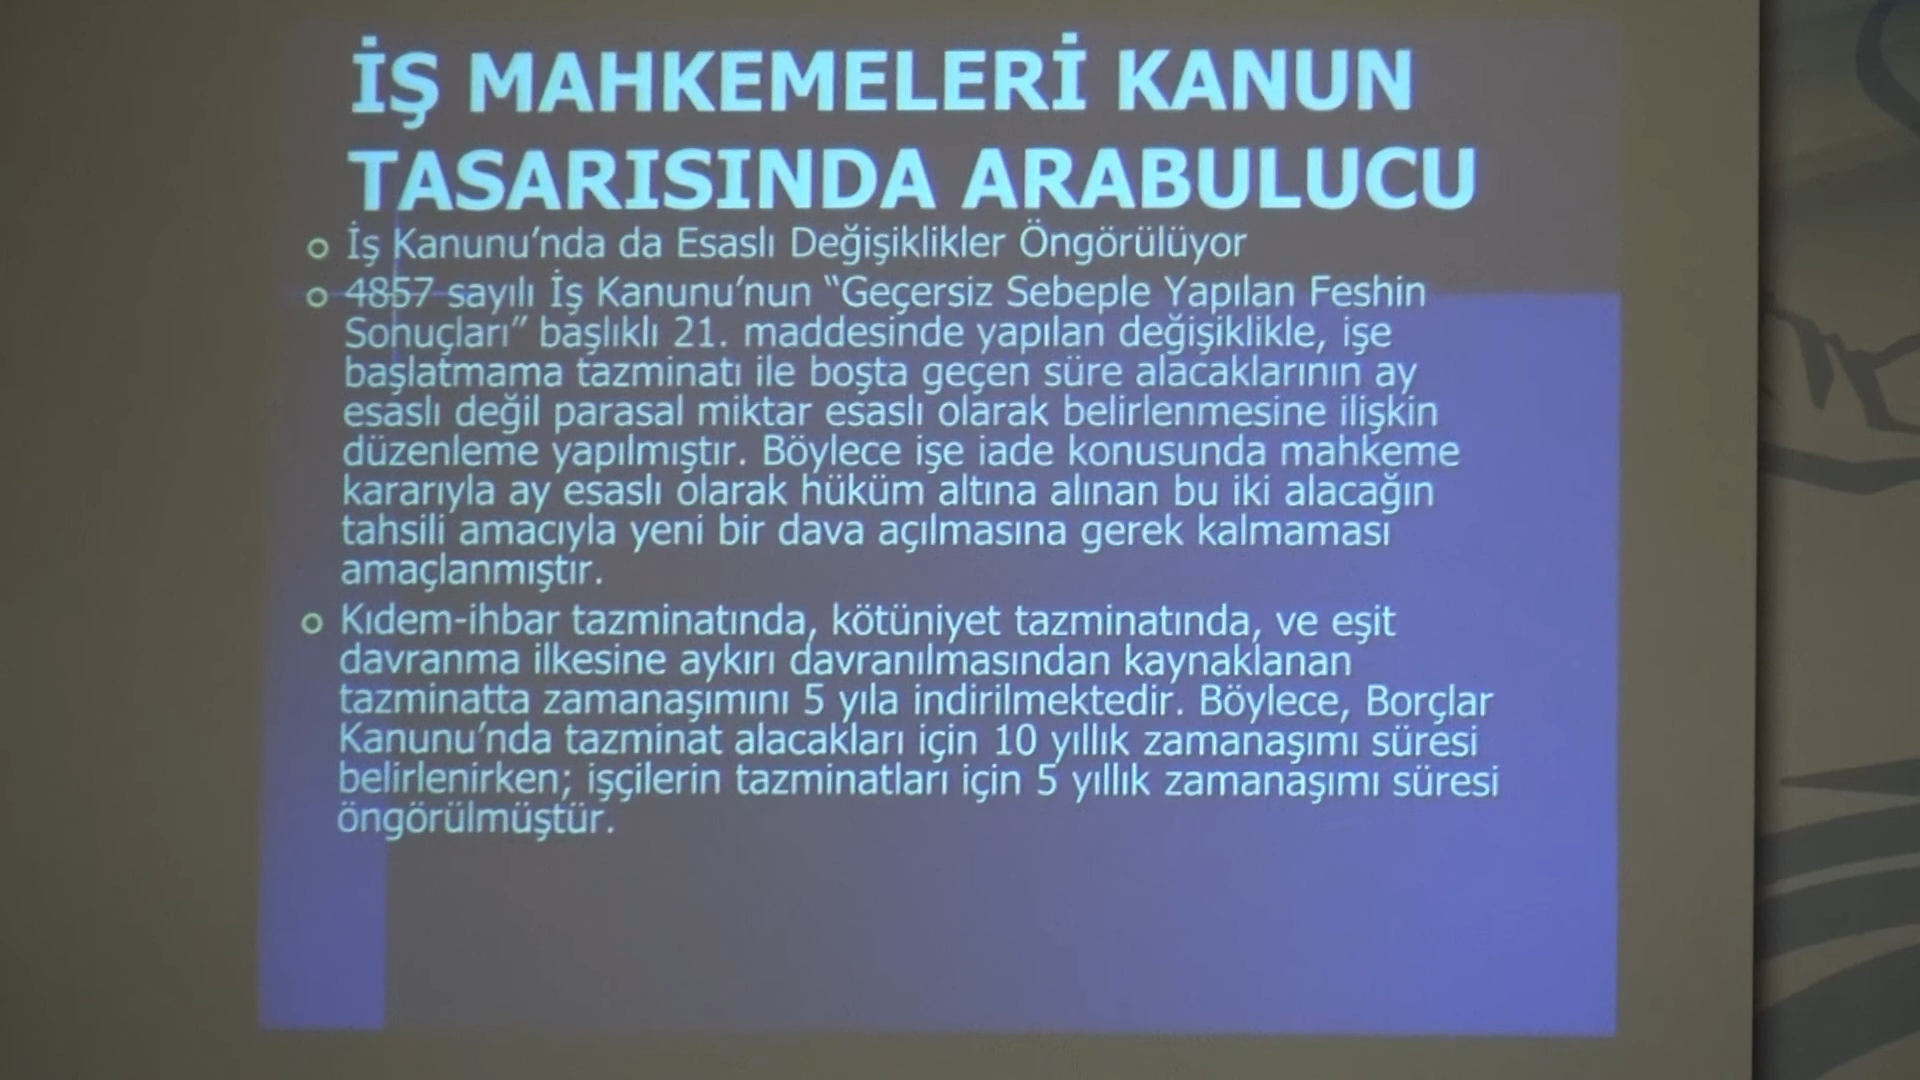 İŞ MAHKEMELERİ KANUN
TASARISINDA ARABULUCU
İş Kanunu'nda da Esaslı Değişiklikler Öngörülüyor
4857 sayılı İş Kanunu'nun "Geçersiz Sebeple Yapılan Feshin
Sonuçları" başlıklı 21. maddesinde yapılan değişiklikle, işe
başlatmama tazminatı ile boşta geçen süre alacaklarının ay
esaslı değil parasal miktar esaslı olarak belirlenmesine ilişkin
düzenleme yapılmıştır. Böylece işe iade konusunda mahkeme
kararıyla ay esaslı olarak hüküm altına alınan bu iki alacağın
tahsili amacıyla yeni bir dava açılmasına gerek kalmaması
amaçlanmıştır.
Kıdem-ihbar tazminatında, kötüniyet tazminatında, ve eşit
davranma ilkesine aykırı davranılmasından kaynaklanan
tazminatta zamanaşımını 5 yıla indirilmektedir. Böylece, Borçlar
Kanunu'nda tazminat alacakları için 10 yıllık zamanaşımı süresi
belirlenirken; işçilerin tazminatları için 5 yıllık zamanaşımı süresi
öngörülmüştür.